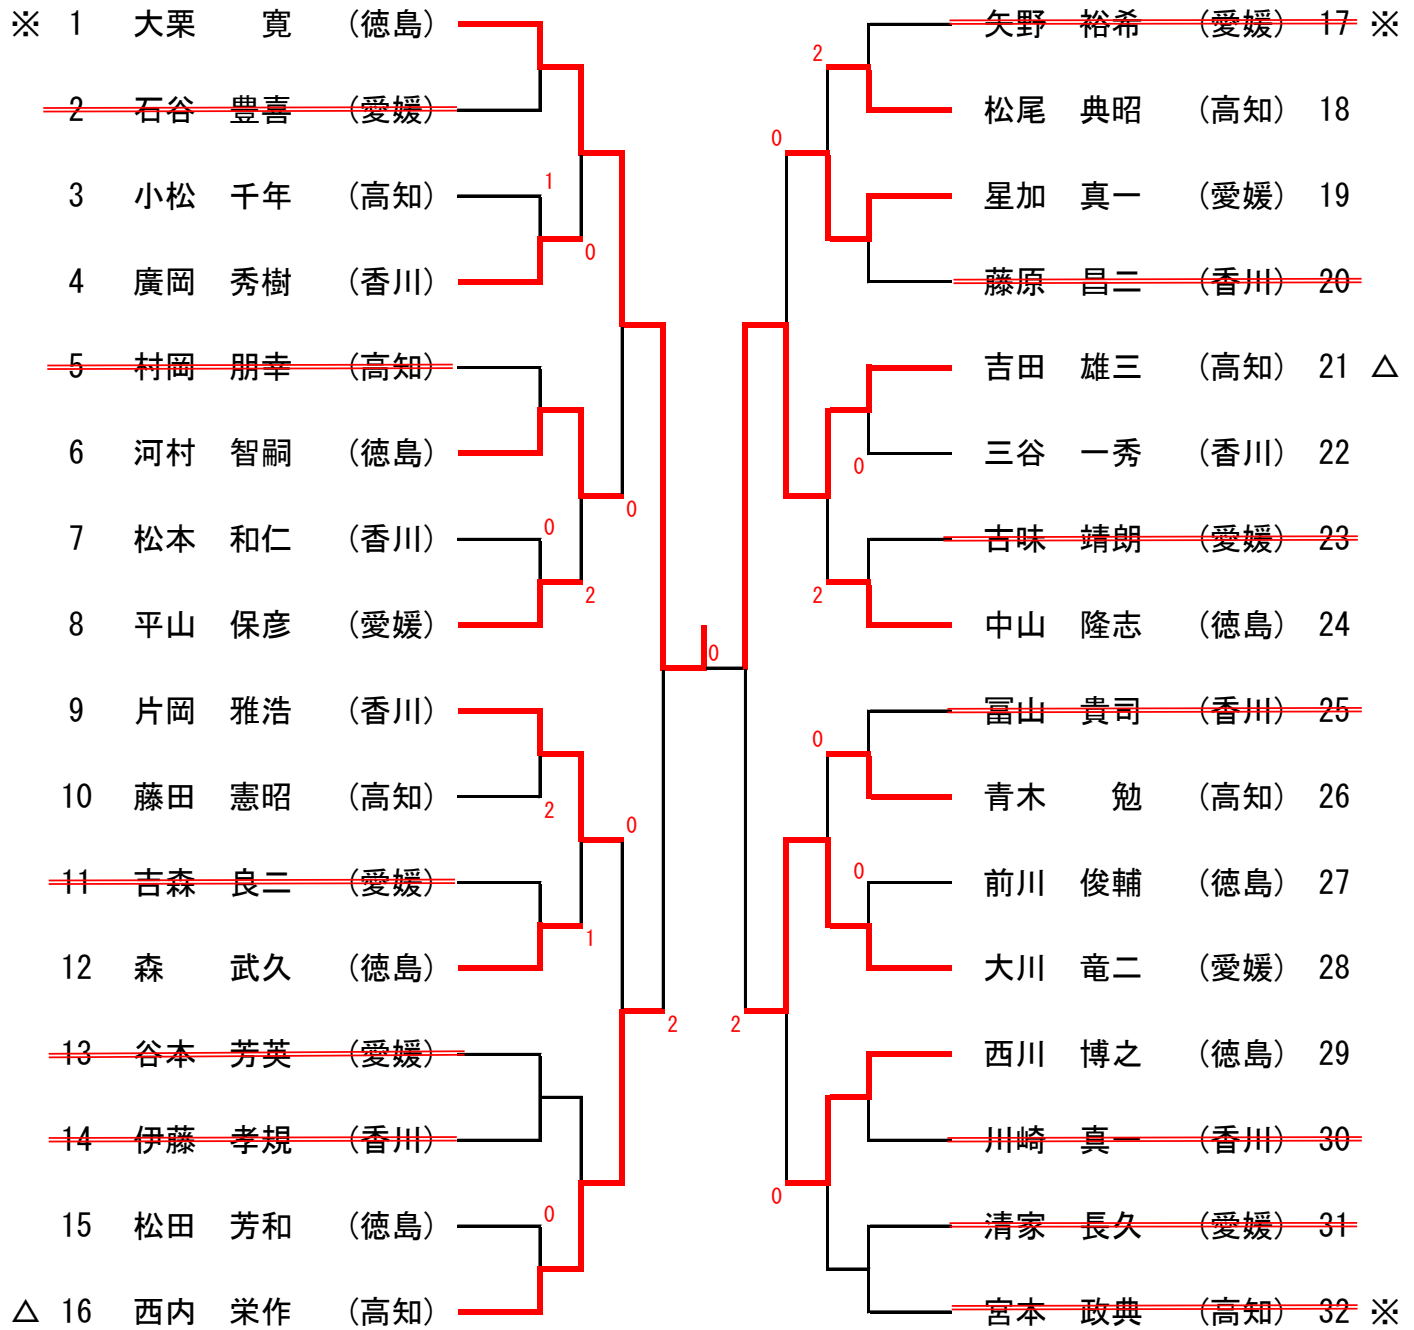 ※ 1 大栗 寛 (徳島)
2 石谷 豊喜 (愛媛)
3 小松 千年 (高知) 1
4 廣岡 秀樹 (香川) 0
5 村岡 朋幸 (高知)
6 河村 智嗣 (徳島) 0
7 松本 和仁 (香川) 0
8 平山 保彦 (愛媛) 2
9 片岡 雅浩 (香川)
10 藤田 憲昭 (高知) 2 0
11 吉森 良二 (愛媛)
12 森 武久 (徳島) 1
13 谷本 芳英 (愛媛) 2
14 伊藤 孝規 (香川)
15 松田 芳和 (徳島) 0
△ 16 西内 栄作 (高知)
0
矢野 裕希 (愛媛) 17 ※
2 松尾 典昭 (高知) 18
0 星加 真一 (愛媛) 19
藤原 昌二 (香川) 20
吉田 雄三 (高知) 21 △
0 三谷 一秀 (香川) 22
古味 靖朗 (愛媛) 23
2 中山 隆志 (徳島) 24
冨山 貴司 (香川) 25
0 青木 勉 (高知) 26
0 前川 俊輔 (徳島) 27
大川 竜二 (愛媛) 28
2 西川 博之 (徳島) 29
川崎 真一 (香川) 30
0 清家 長久 (愛媛) 31
宮本 政典 (高知) 32 ※